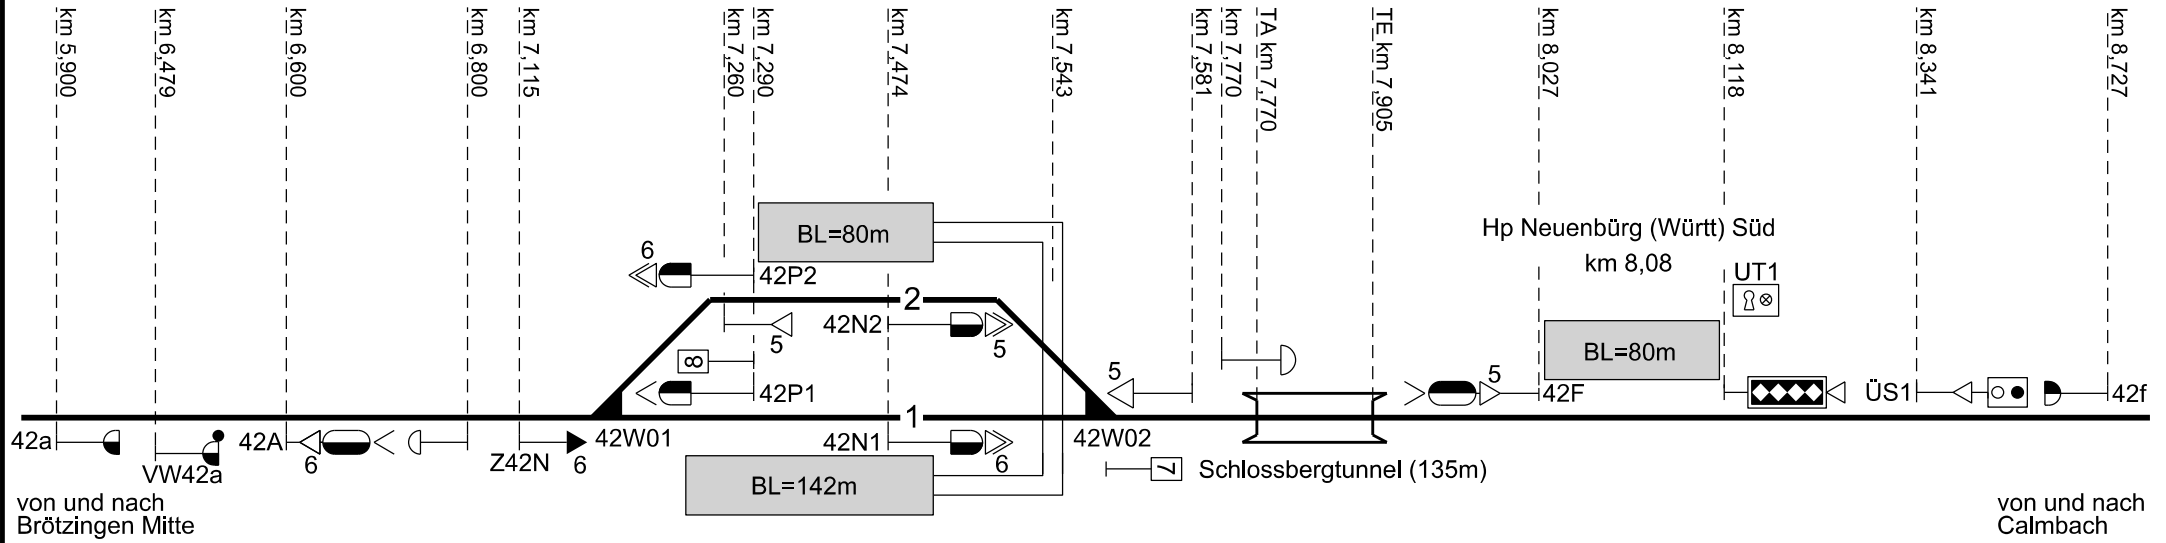 km 5,900
km 6,479
km 6,600
km 6,800
km 7,115
km 7,260
km 7,290
km 7,474
km 7,543
km 7,581
km 7,770
TA km 7,770
TE km 7,905
km 8,027
km 8,118
km 8,341
km 8,727
BL=80m
Hp Neuenbürg (Württ) Süd
km 8,08
6
42P2
UT1
2
42N2
5
5
8
42P1
5
BL=80m
5
42F
ÜS1
42f
1
42a
VW42a
42A
6
Z42N
6
42W01
42N1
6
42W02
7
Schlossbergtunnel (135m)
BL=142m
von und nach
Brötzingen Mitte
von und nach
Calmbach